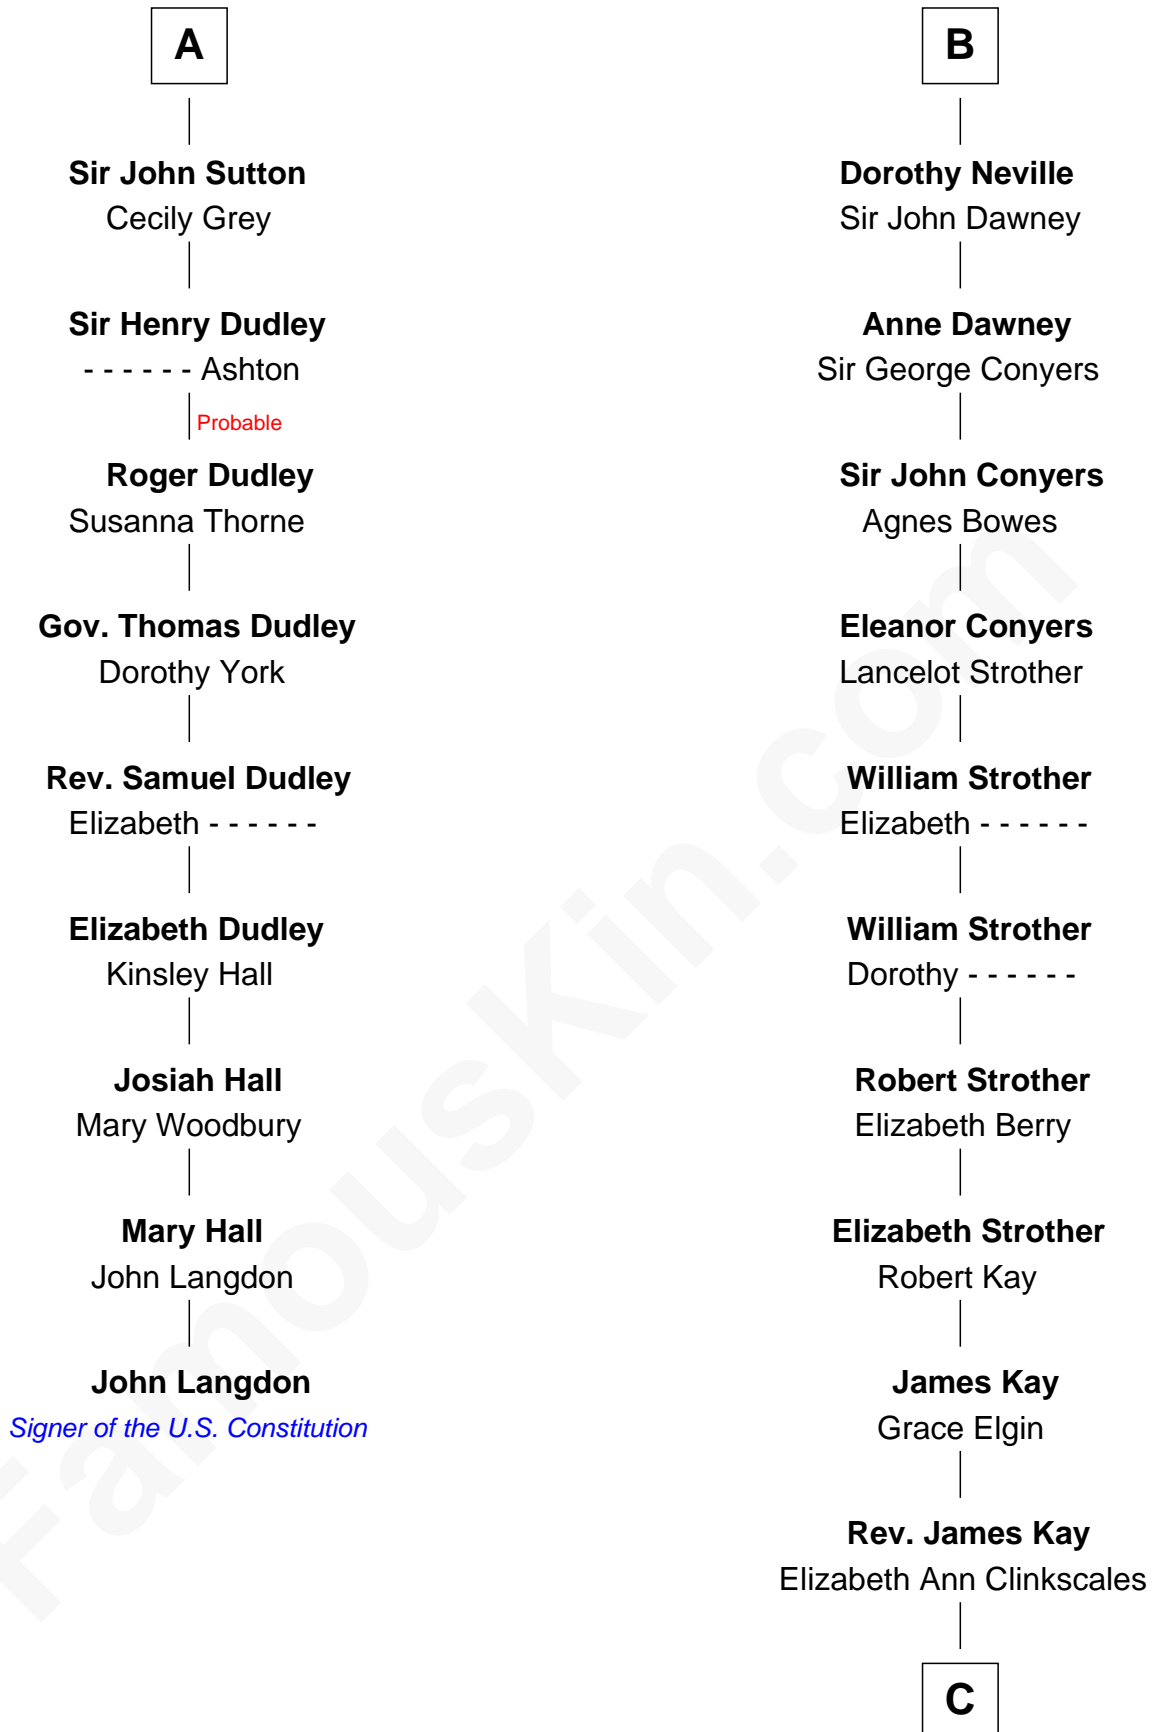 A
Sir John Sutton
Cecily Grey
Sir Henry Dudley
- - - - - - Ashton
Probable
Roger Dudley
Susanna Thorne
Gov. Thomas Dudley
Dorothy York
Rev. Samuel Dudley
Elizabeth - - - - - -
Elizabeth Dudley
Kinsley Hall
Josiah Hall
Mary Woodbury
Mary Hall
John Langdon
John Langdon
Signer of the U.S. Constitution
B
Dorothy Neville
Sir John Dawney
Anne Dawney
Sir George Conyers
Sir John Conyers
Agnes Bowes
Eleanor Conyers
Lancelot Strother
William Strother
Elizabeth - - - - - -
William Strother
Dorothy - - - - - -
Robert Strother
Elizabeth Berry
Elizabeth Strother
Robert Kay
James Kay
Grace Elgin
Rev. James Kay
Elizabeth Ann Clinkscales
C
FamousKin.com